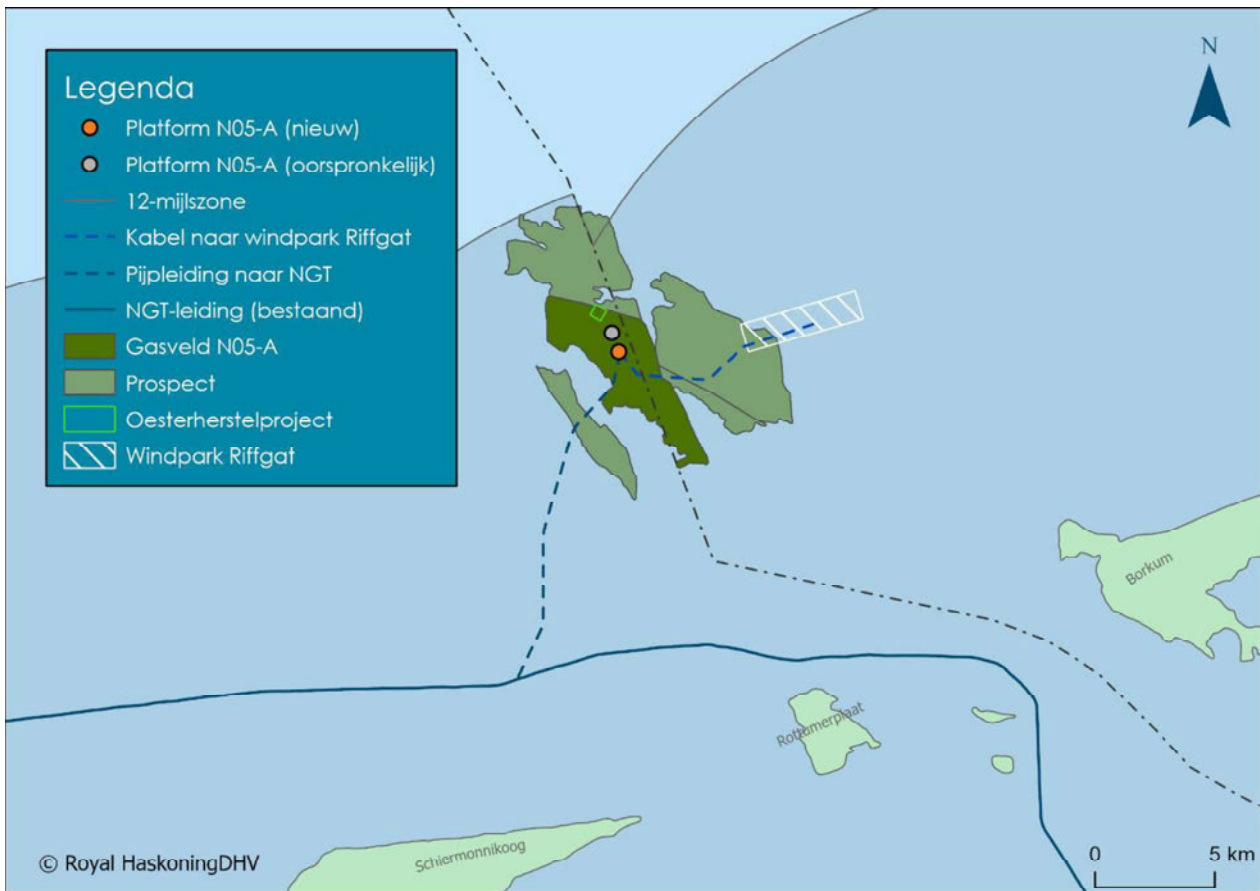 N
Legenda
Platform N05-A (nieuw)
Platform N05-A (oorspronkelijk)
12-mijlszone
Kabel naar windpark Riffgat
Pijpleiding naar NGT
NGT-leiding (bestaand)
Gasveld N05-A
Prospect
Oesterherstelproject
Windpark Riffgat
Borkum
Rottumerplaat
Schiermonnikoog
© Royal HaskoningDHV
0 5 km